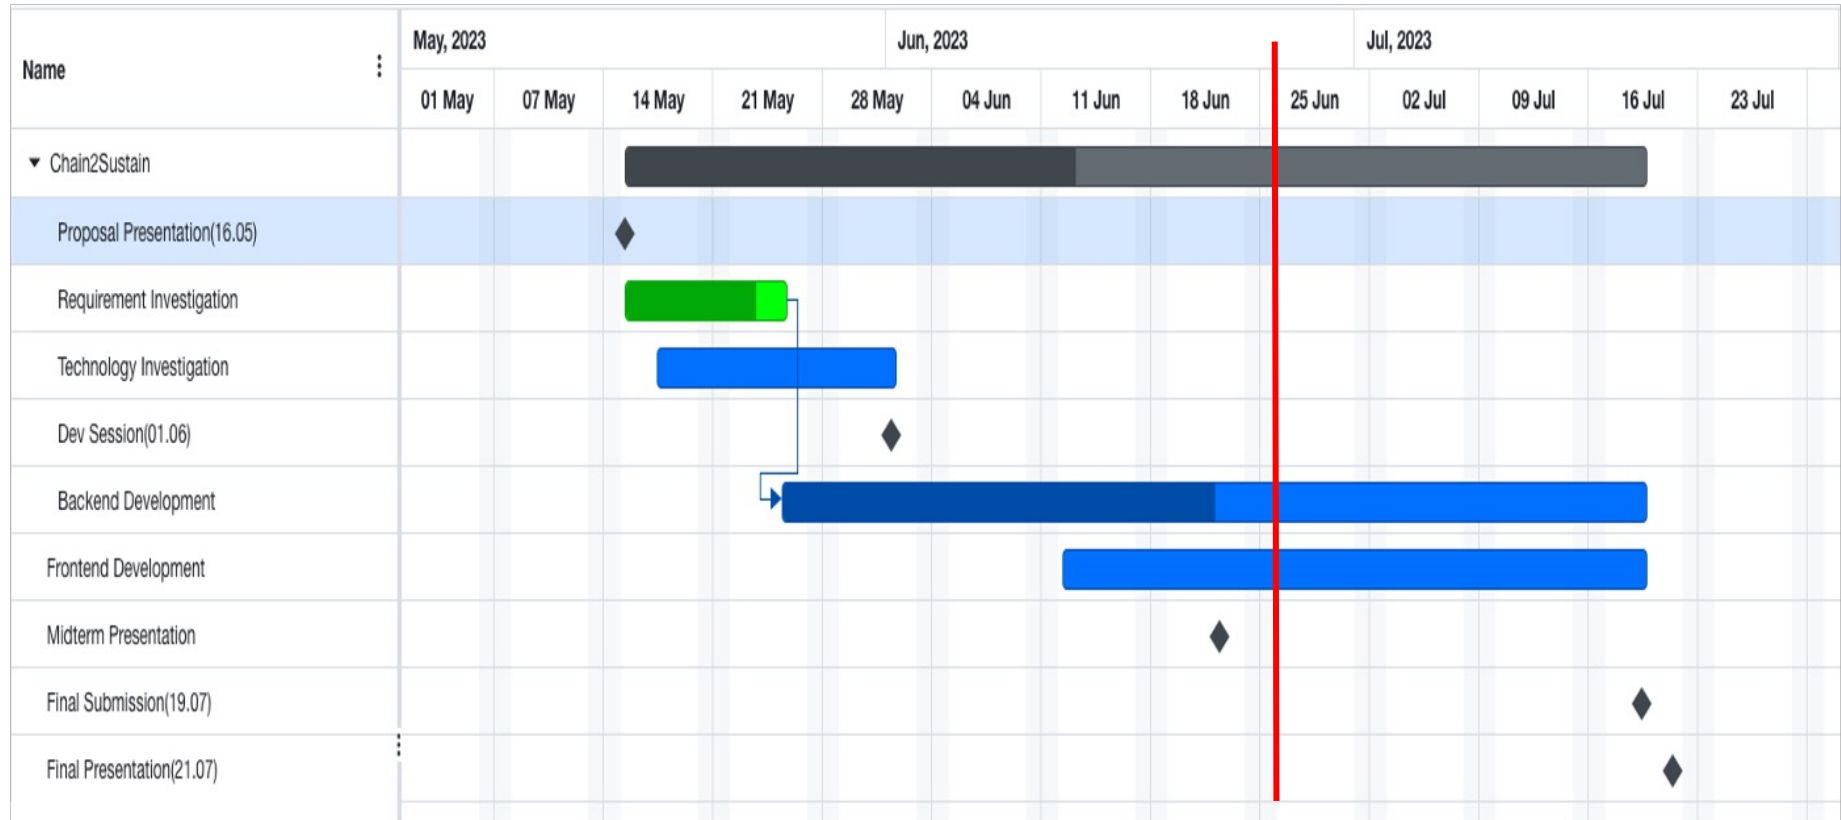 Name
May, 2023
Jun, 2023
Jul, 2023
01 May
07 May
14 May
21 May
28 May
04 Jun
11 Jun
18 Jun
25 Jun
02 Jul
09 Jul
16 Jul
23 Jul
Chain2Sustain
Proposal Presentation(16.05)
Requirement Investigation
Technology Investigation
Dev Session(01.06)
Backend Development
Frontend Development
Midterm Presentation
Final Submission(19.07)
Final Presentation(21.07)